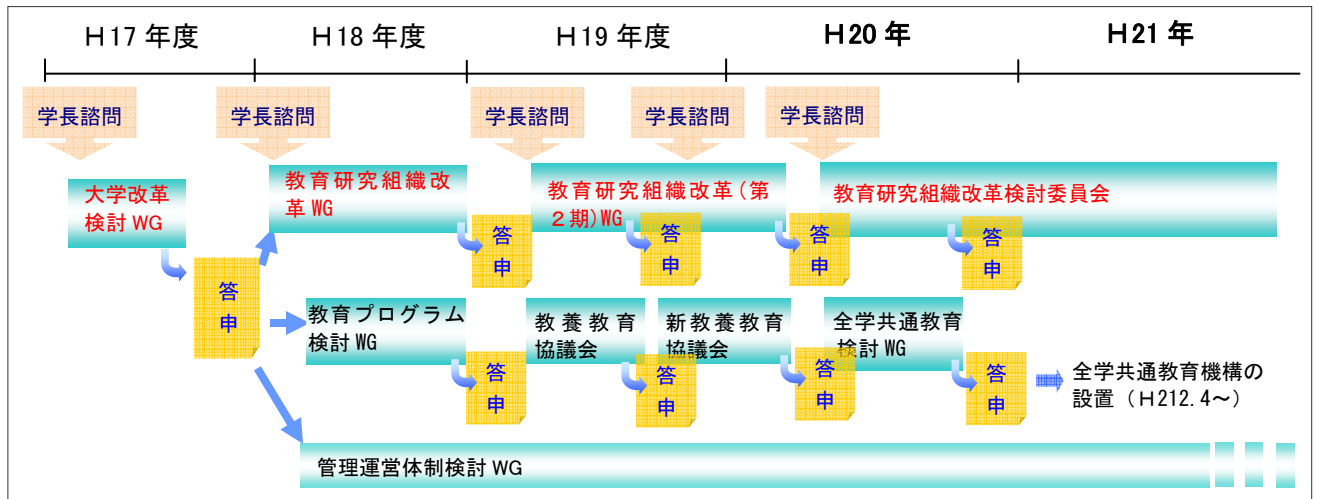 H17 年度
H18 年度
H19 年度
H20 年
H21 年
学長諮問
学長諮問
学長諮問
学長諮問
学長諮問
大学改革
検討 WG
教育研究組織改
革 WG
教育研究組織改革(第
2期)WG
教育研究組織改革検討委員会
答
申
答
申
答
申
答
申
答
申
教育プログラム
検討 WG
教養教育
協議会
新教養教育
協議会
全学共通教育
検討 WG
答
申
答
申
答
申
答
申
全学共通教育機構の
設置(H212.4～)
管理運営体制検討 WG